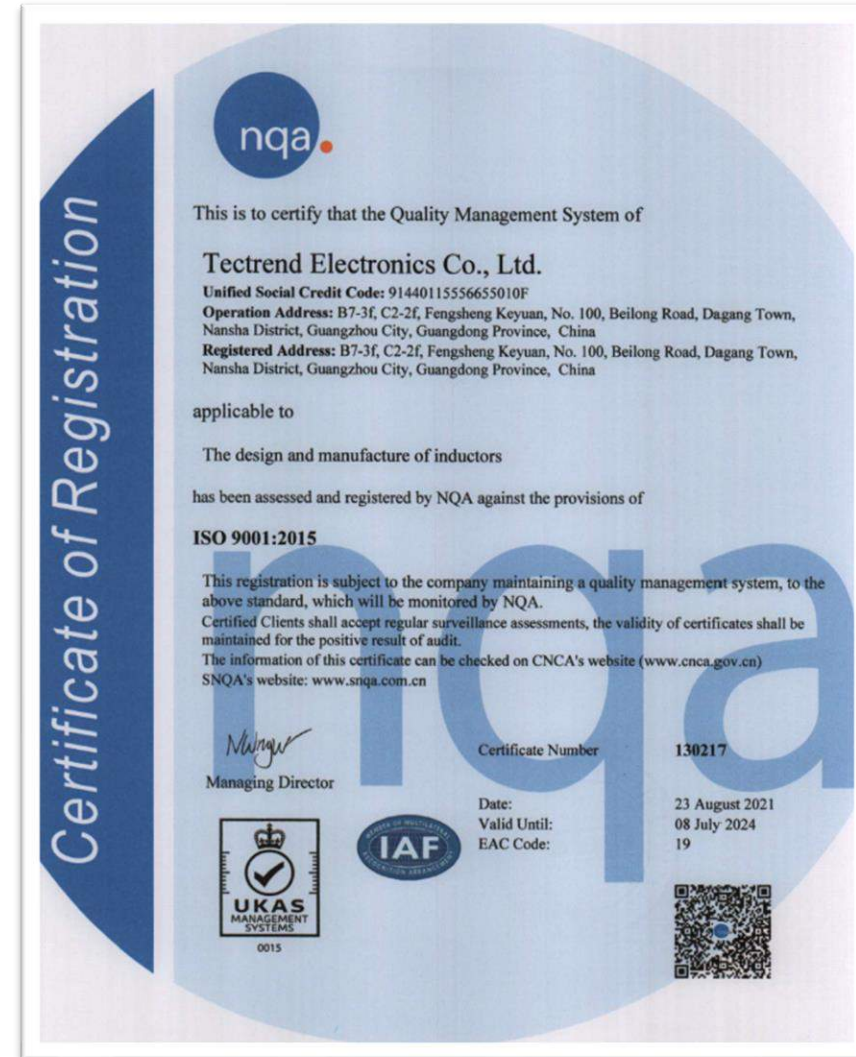 Certificate of Registration
nqa.
This is to certify that the Quality Management System of
Tectrend Electronics Co., Ltd.
Unified Social Credit Code: 91440115556655010F
Operation Address: B7-3f, C2-2f, Fengsheng Keyuan, No. 100, Beilong Road, Dagang Town,
Nansha District, Guangzhou City, Guangdong Province, China
Registered Address: B7-3f, C2-2f, Fengsheng Keyuan, No. 100, Beilong Road, Dagang Town,
Nansha District, Guangzhou City, Guangdong Province, China
applicable to
The design and manufacture of inductors
has been assessed and registered by NQA against the provisions of
ISO 9001:2015
nqa
This registration is subject to the company maintaining a quality management system, to the
above standard, which will be monitored by NQA.
Certified Clients shall accept regular surveillance assessments, the validity of certificates shall be
maintained for the positive result of audit.
The information of this certificate can be checked on CNCA's website (www.cnca.gov.cn)
SNQA's website: www.snqa.com.cn
Managing Director
Certificate Number 130217
Date: 23 August 2021
Valid Until: 08 July 2024
EAC Code: 19
UKAS
MANAGEMENT
SYSTEMS
0015
MEMBER OF MULTILATERAL
IAF
RECOGNITION ARRANGEMENT